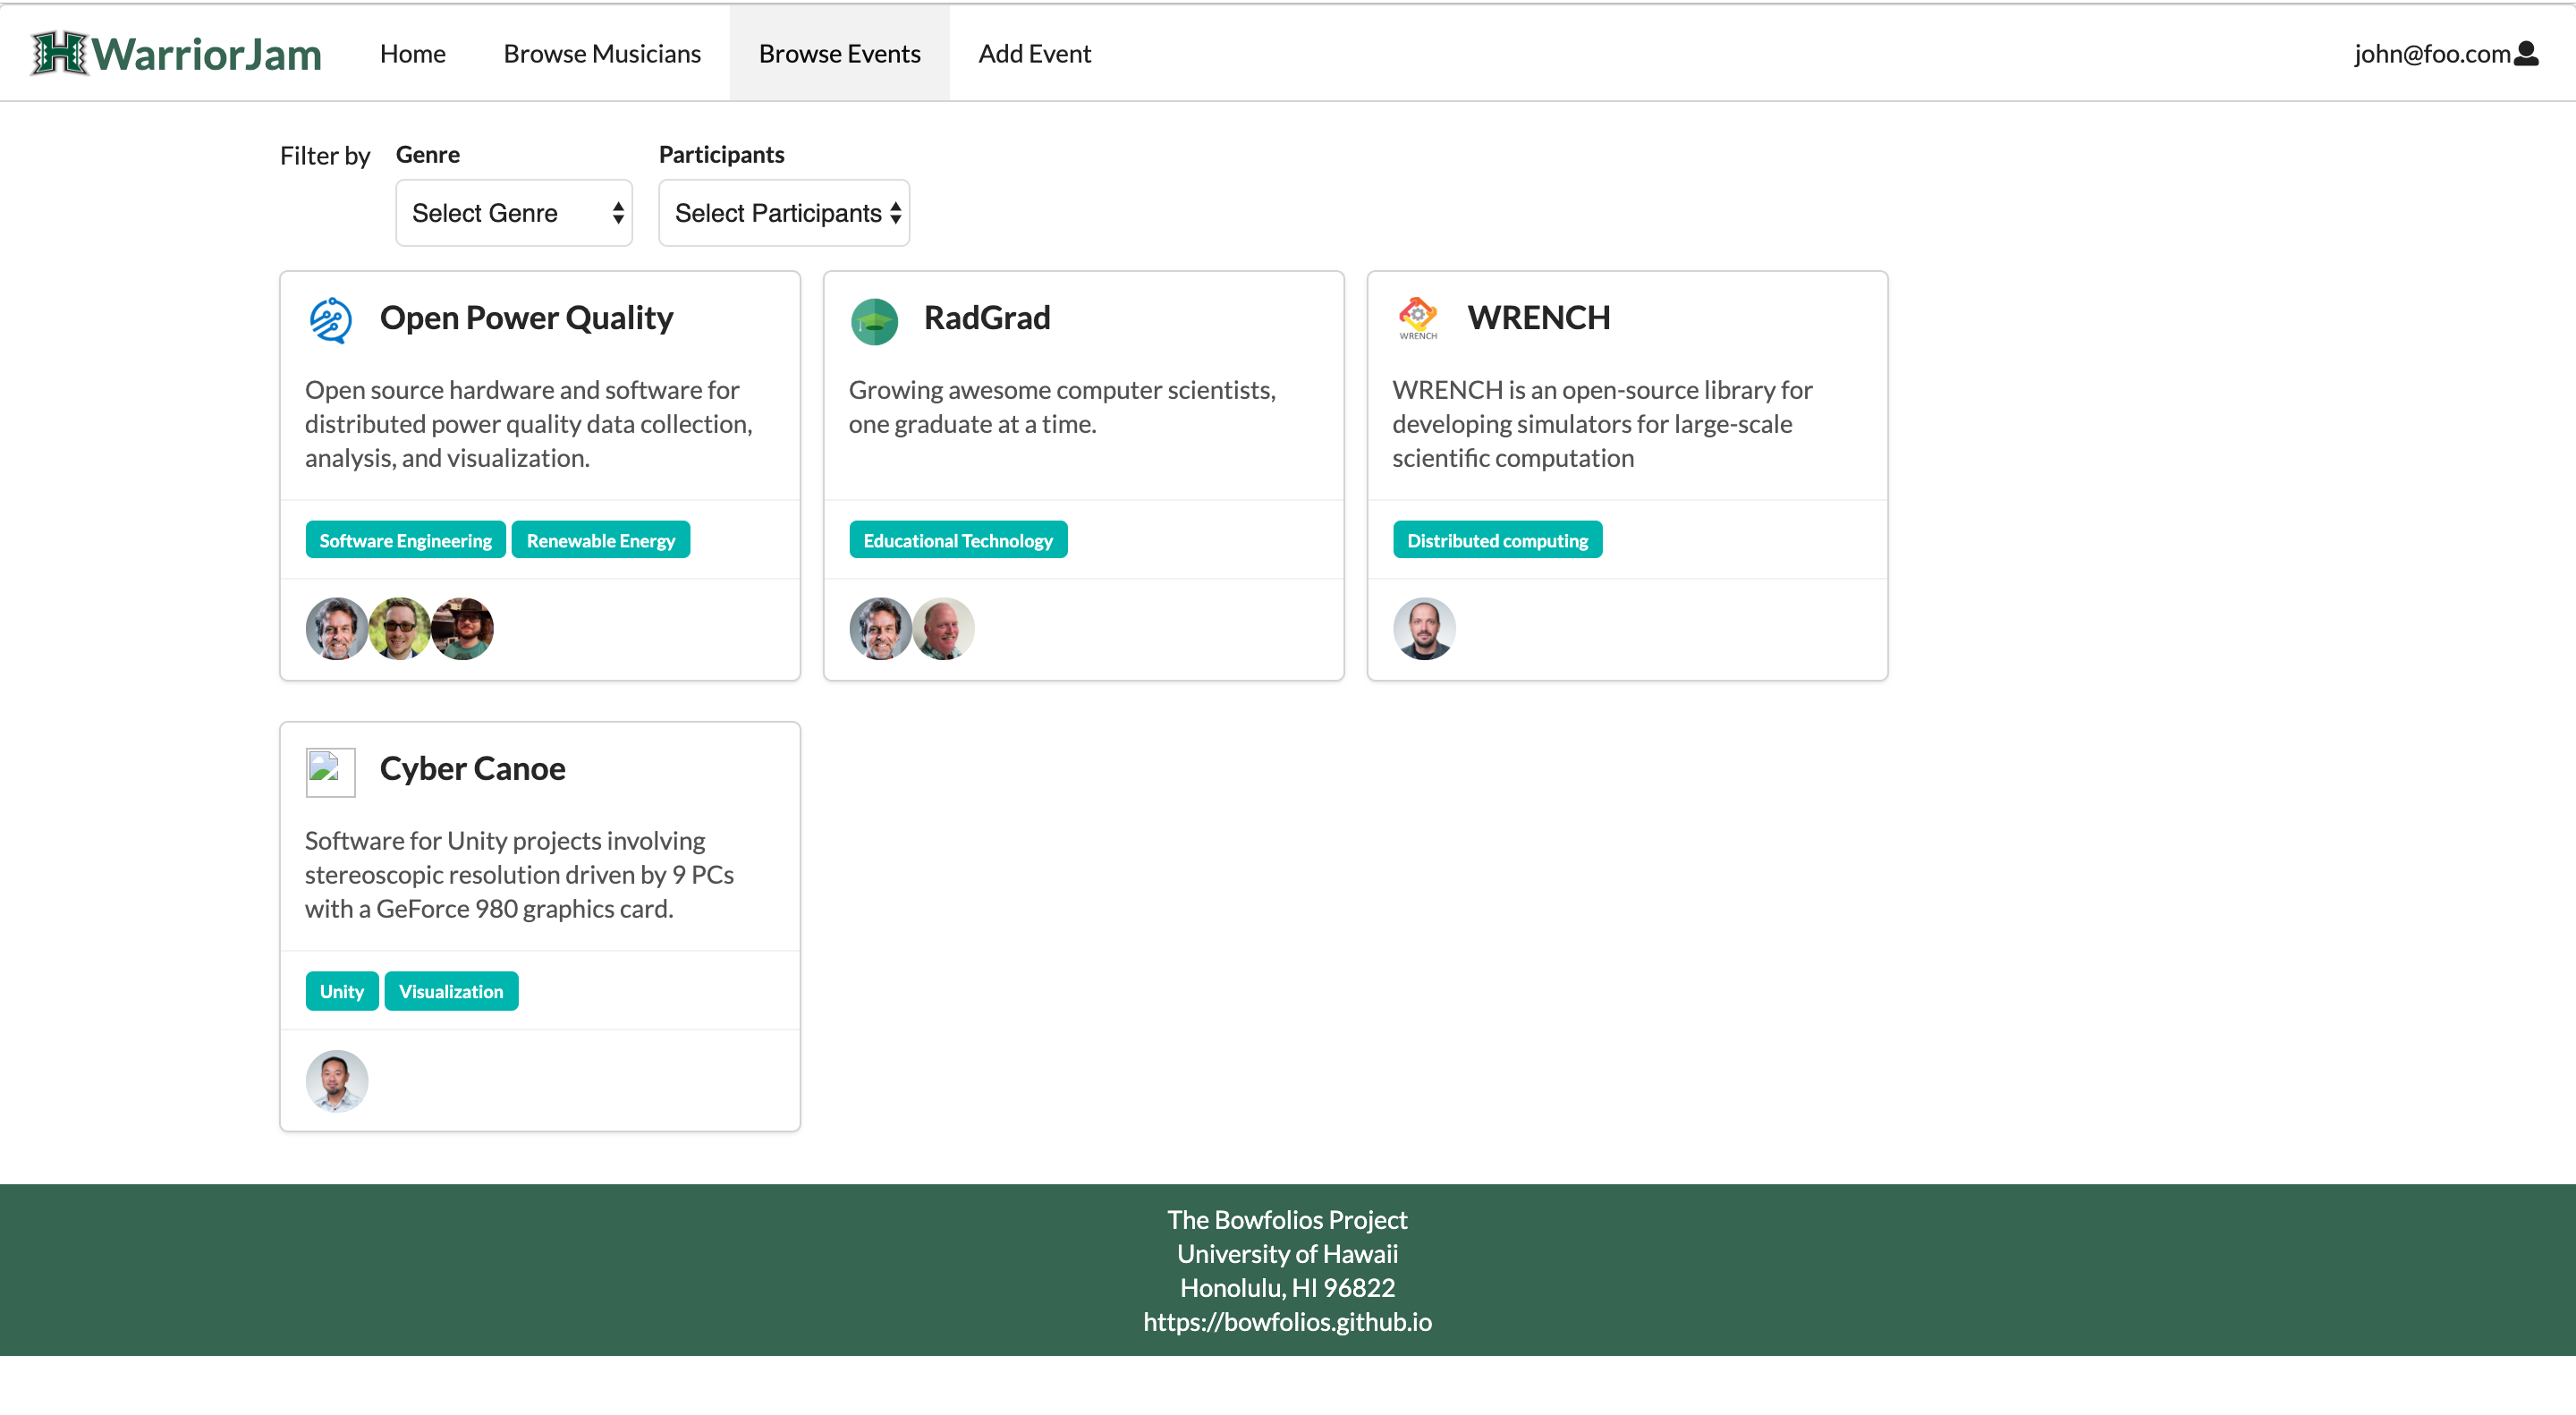 WarriorJam Home Browse Musicians Browse Events Add Event john@foo.com
Filter by Genre Participants
Select Genre Select Participants
Open Power Quality
Open source hardware and software for
distributed power quality data collection,
analysis, and visualization.
Software Engineering Renewable Energy
RadGrad
Growing awesome computer scientists,
one graduate at a time.
Educational Technology
WRENCH
WRENCH
WRENCH is an open-source library for
developing simulators for large-scale
scientific computation
Distributed computing
Cyber Canoe
Software for Unity projects involving
stereoscopic resolution driven by 9 PCs
with a GeForce 980 graphics card.
Unity Visualization
The Bowfolios Project
University of Hawaii
Honolulu, HI 96822
https://bowfolios.github.io